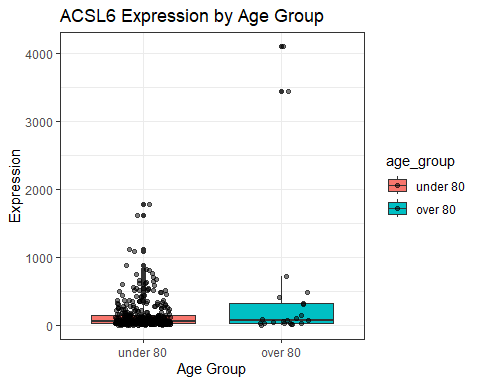 ACSL6 Expression by Age Group
4000
3000
2000
1000
0
Expression
under 80
over 80
Age Group
age_group
under 80
over 80